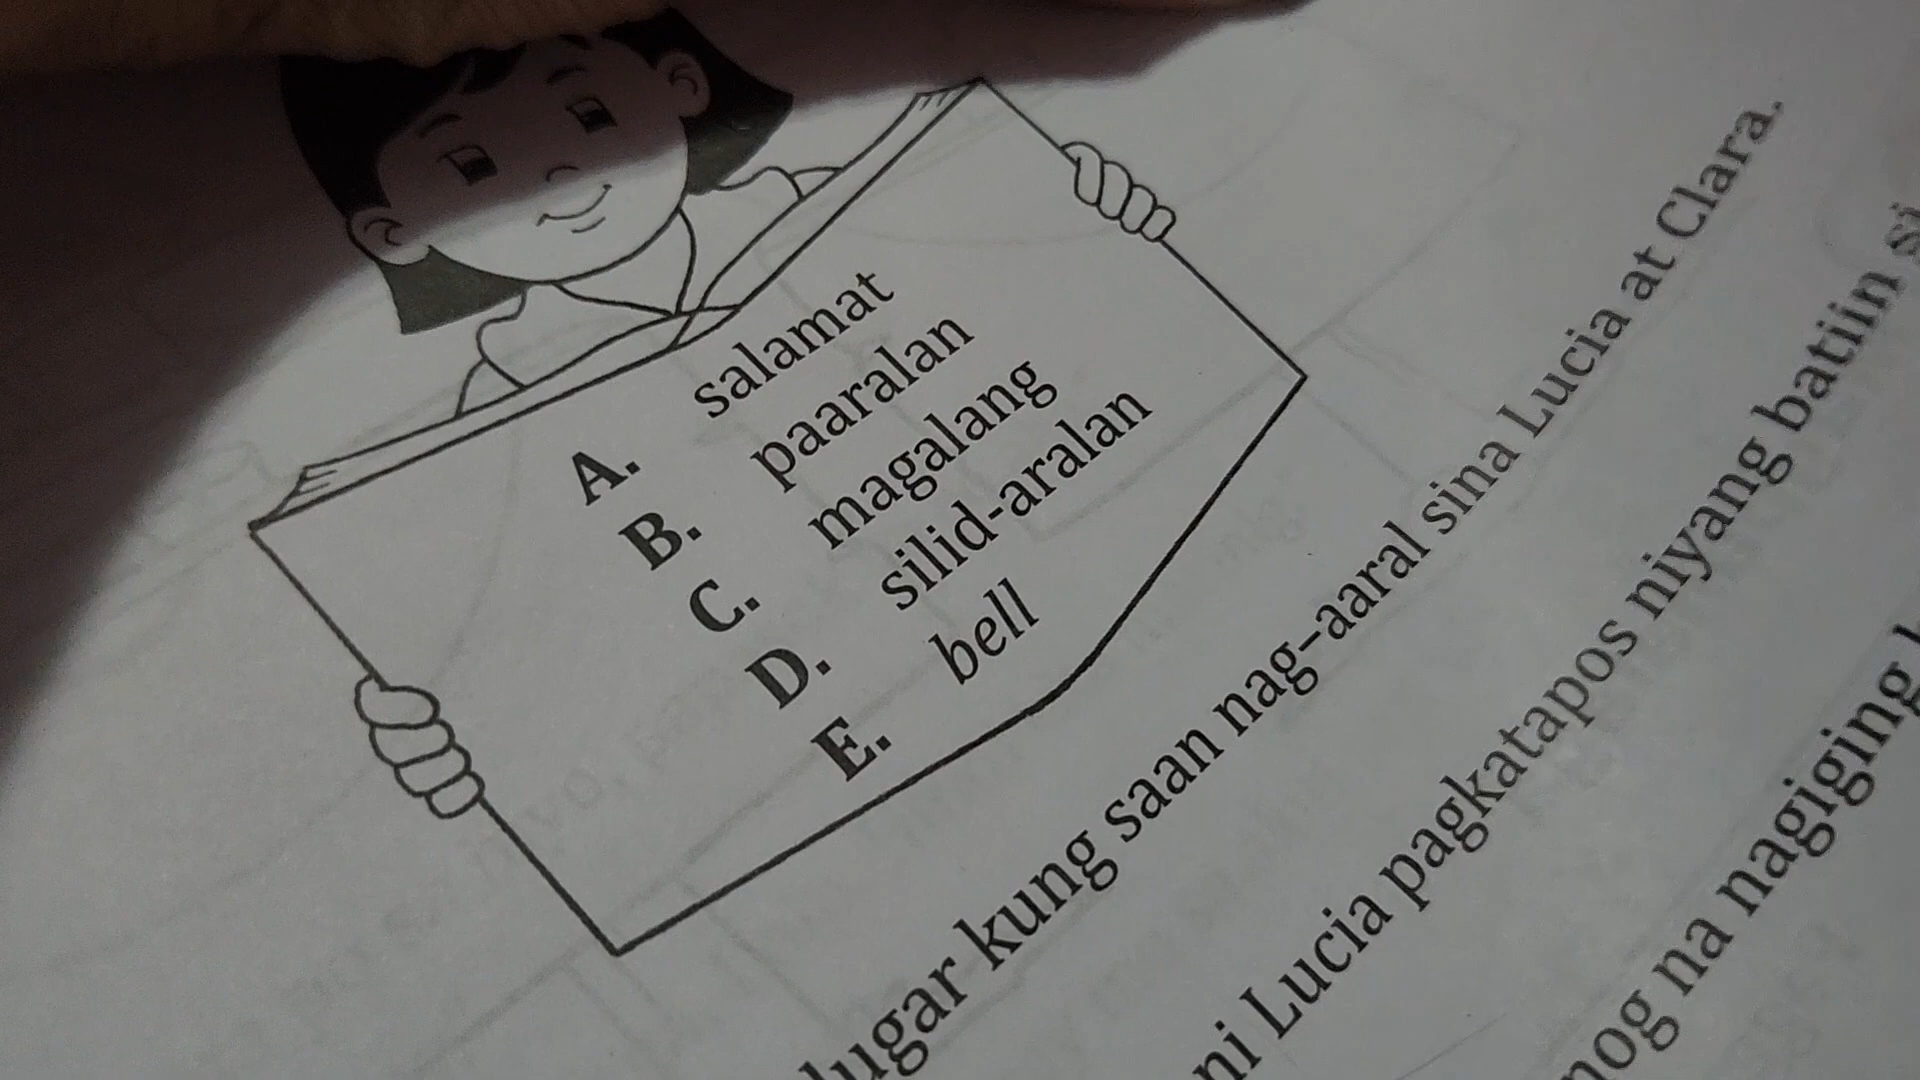 A. salamat
B. paaralan
C. magalang
D. silid-aralan
E. bell
lugar kung saan nag-aaral sina Lucia at Clara.
ni Lucia pagkatapos niyang batiin si
na nagiging